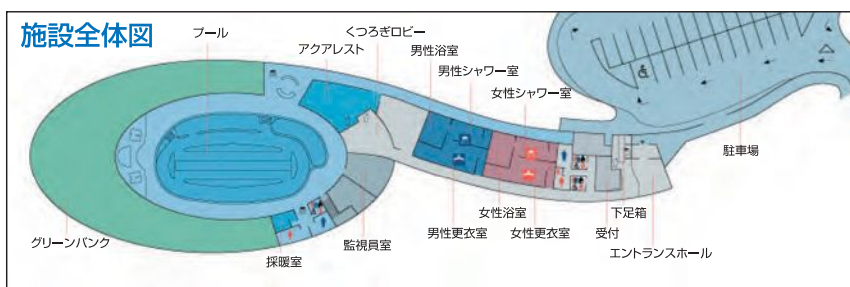 施設全体図
プール
くつろぎロビー
アクアレスト
男性浴室
男性シャワー室
女性シャワー室
駐車場
グリーンバンク
採暖室
監視員室
男性更衣室
女性浴室
女性更衣室
受付
下足箱
エントランスホール